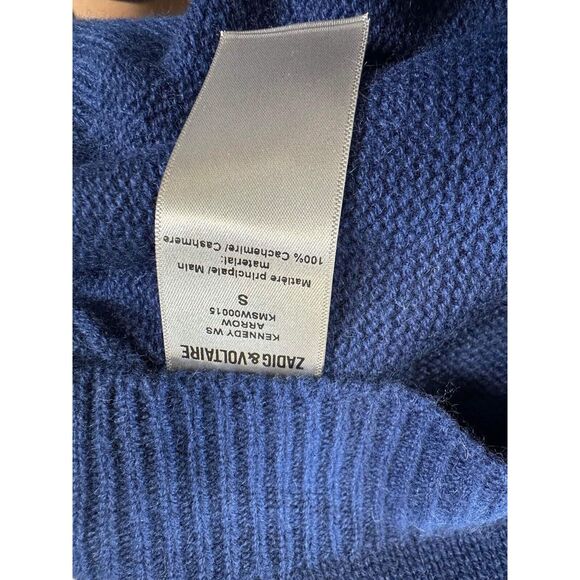 ZADIG&VOLTAIRE
KENNEDY WS
ARROW
KMSW00015
S
Matière principale/ Main
material:
100% Cachemire/ Cashmere